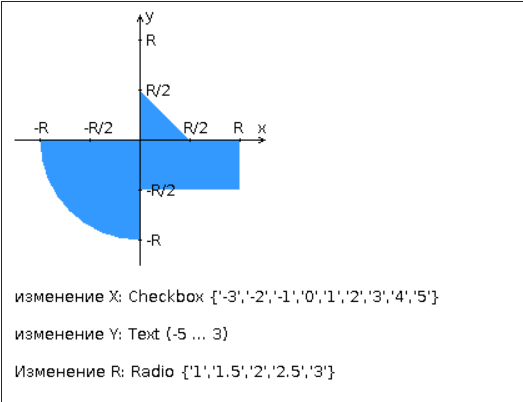 y
R
R/2
-R
-R/2
R/2
R
x
-R/2
-R
изменение X: Checkbox {'-3','-2','-1','0','1','2','3','4','5'}
изменение Y: Text (-5 ... 3)
Изменение R: Radio {'1','1.5','2','2.5','3'}